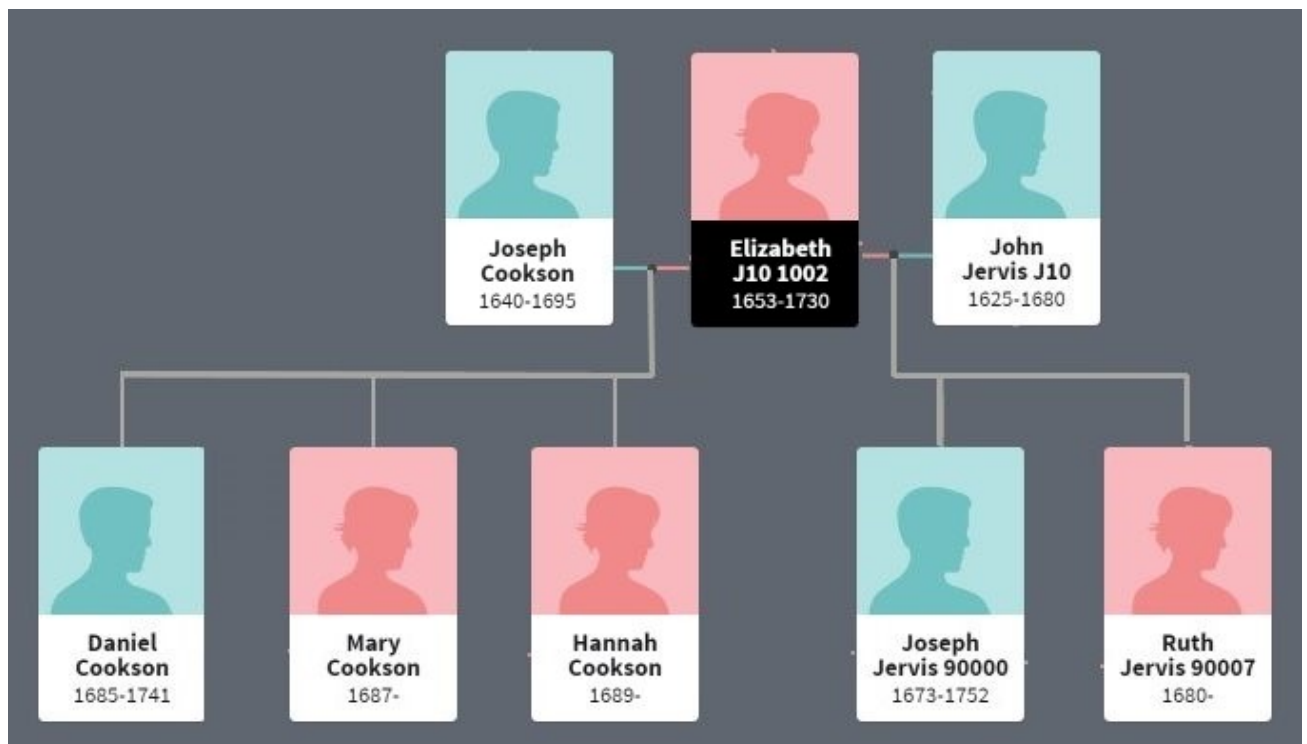 Joseph
Cookson
1640-1695
Elizabeth
J10 1002
1653-1730
John
Jervis J10
1625-1680
Daniel
Cookson
1685-1741
Mary
Cookson
1687-
Hannah
Cookson
1689-
Joseph
Jervis 90000
1673-1752
Ruth
Jervis 90007
1680-